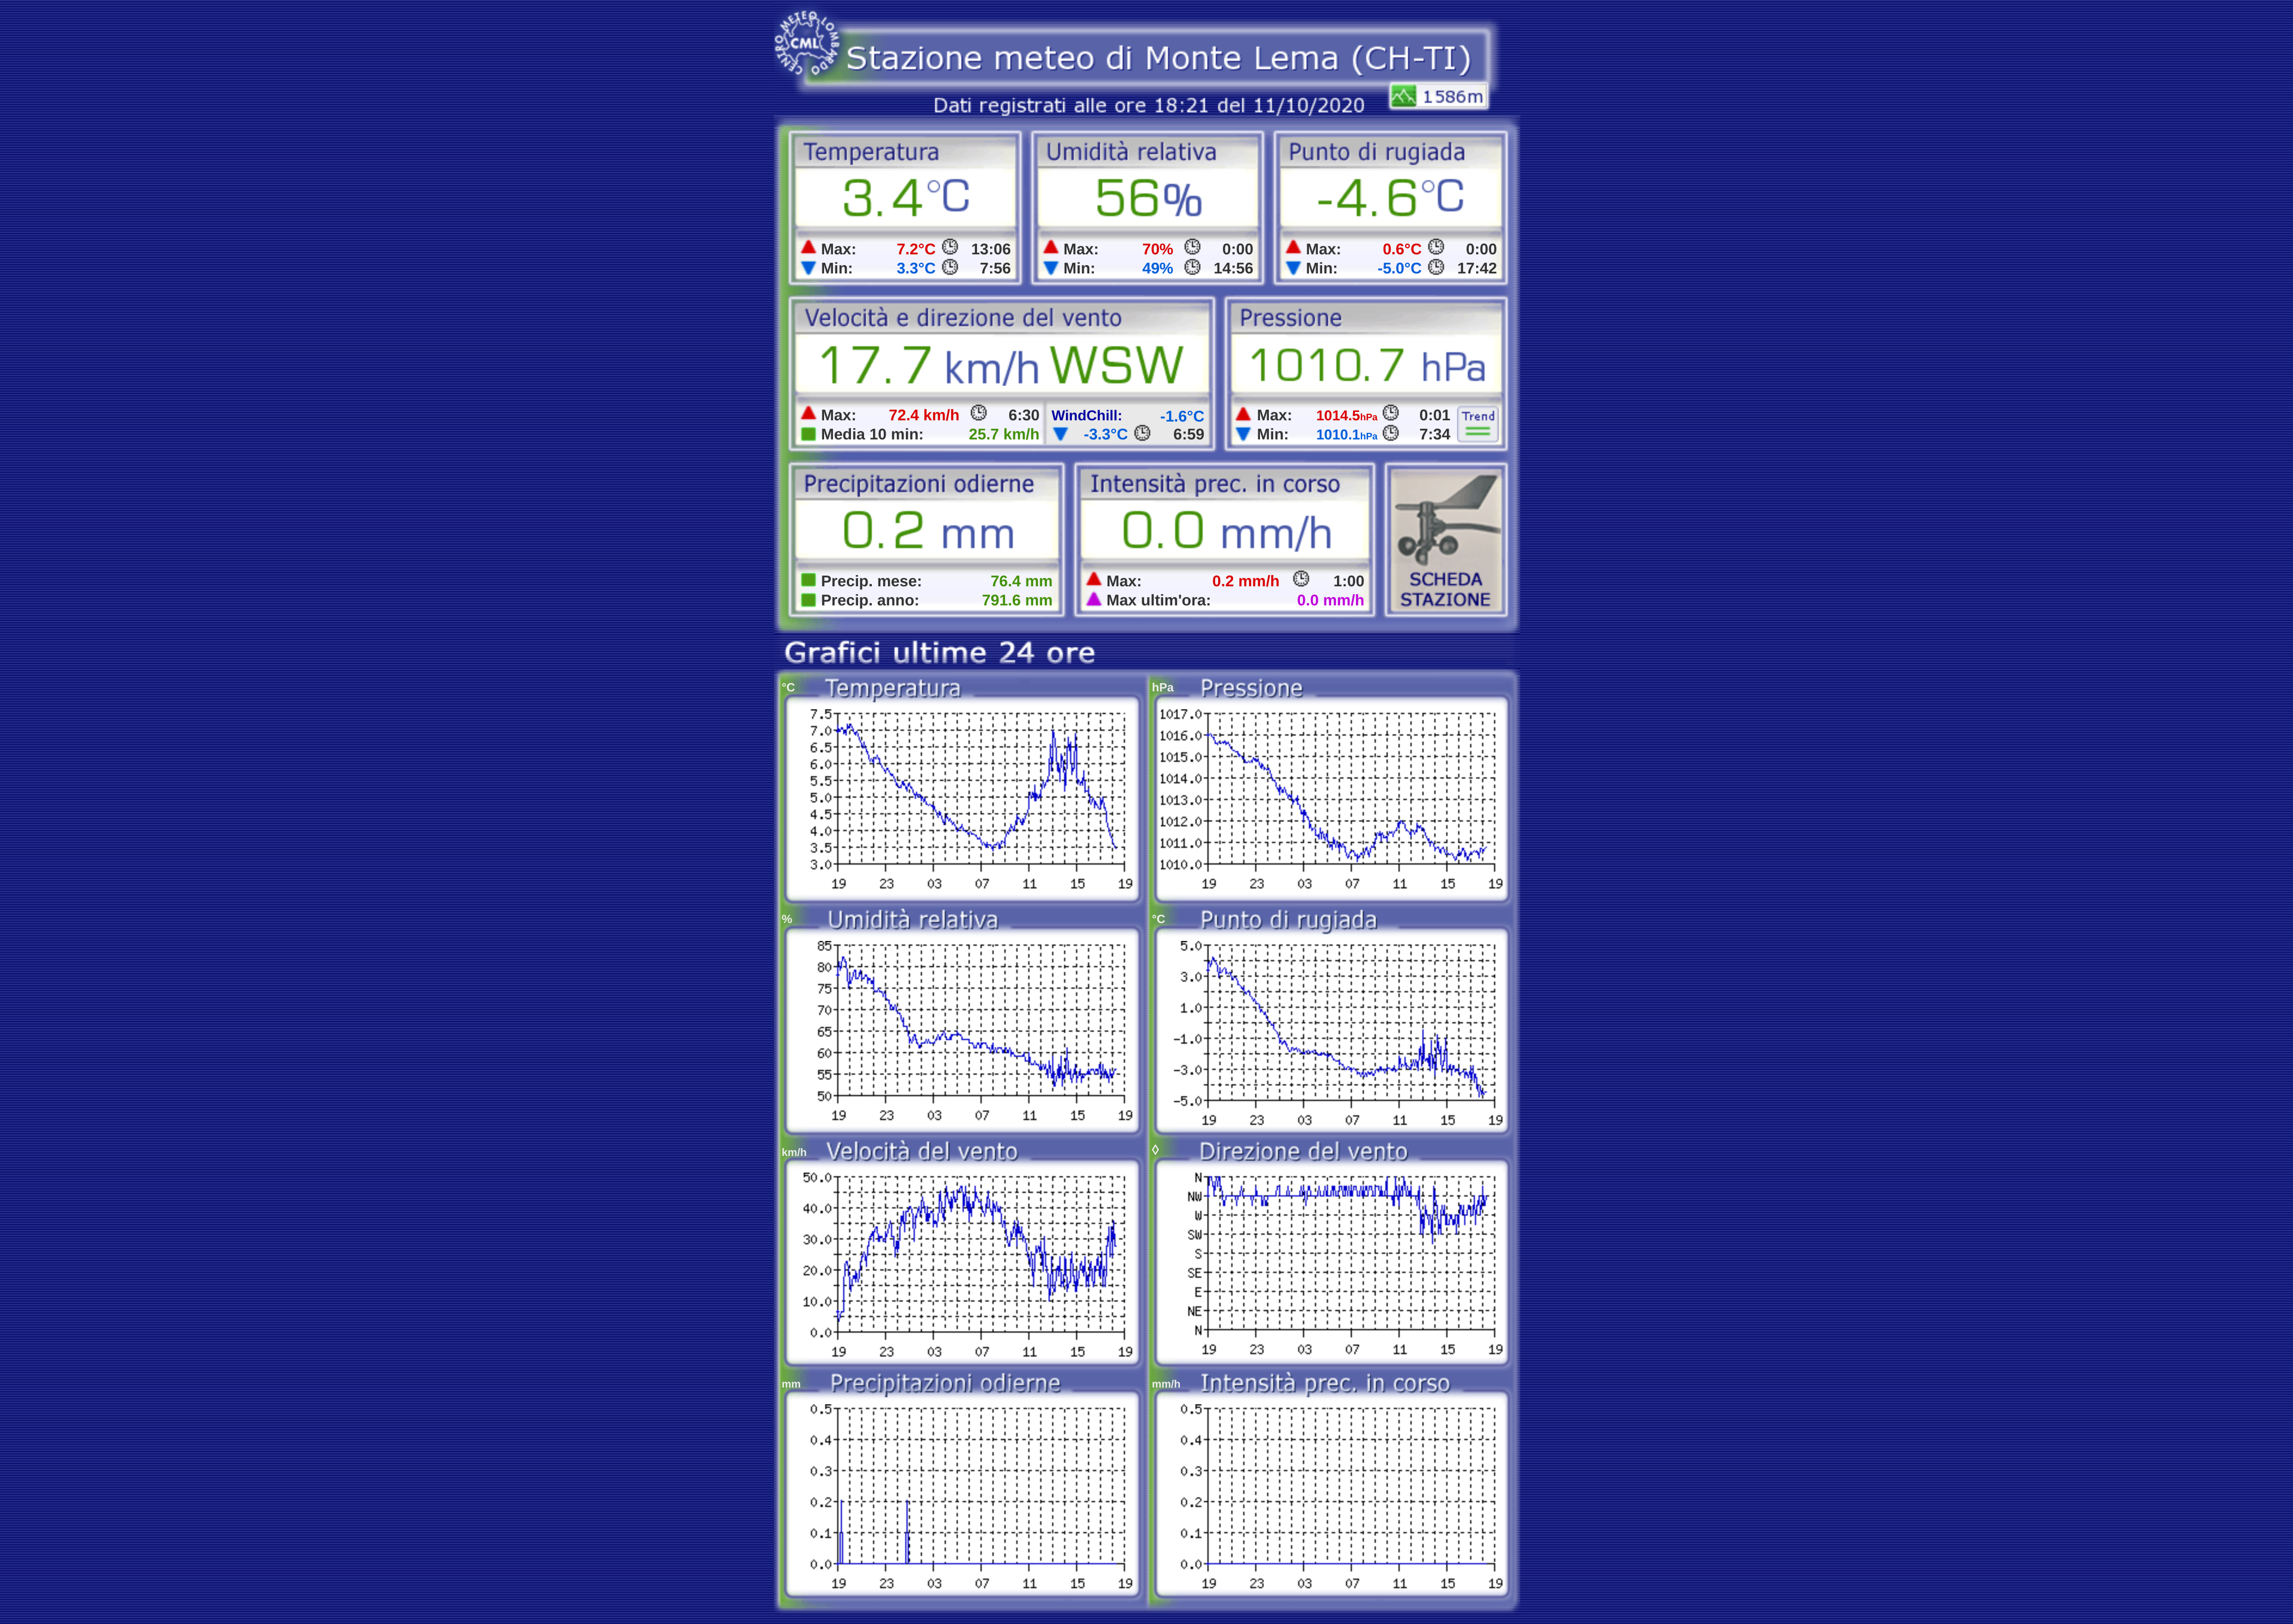 CENTRO METEO LOMBARDO
CML
Stazione meteo di Monte Lema (CH-TI)
1586m
Dati registrati alle ore 18:21 del 11/10/2020
Temperatura
3.4°C
Max: 7.2°C 13:06
Min: 3.3°C 7:56
Umidità relativa
56%
Max: 70% 0:00
Min: 49% 14:56
Punto di rugiada
-4.6°C
Max: 0.6°C 0:00
Min: -5.0°C 17:42
Velocità e direzione del vento
17.7 km/h WSW
Max: 72.4 km/h 6:30
Media 10 min: 25.7 km/h
WindChill: -1.6°C
-3.3°C 6:59
Pressione
1010.7 hPa
Max: 1014.5hPa 0:01
Min: 1010.1hPa 7:34
Trend
Precipitazioni odierne
0.2 mm
Precip. mese: 76.4 mm
Precip. anno: 791.6 mm
Intensità prec. in corso
0.0 mm/h
Max: 0.2 mm/h 1:00
Max ultim'ora: 0.0 mm/h
SCHEDA
STAZIONE
Grafici ultime 24 ore
°C Temperatura
7.5
7.0
6.5
6.0
5.5
5.0
4.5
4.0
3.5
3.0
19 23 03 07 11 15 19
hPa Pressione
1017.0
1016.0
1015.0
1014.0
1013.0
1012.0
1011.0
1010.0
19 23 03 07 11 15 19
% Umidità relativa
85
80
75
70
65
60
55
50
19 23 03 07 11 15 19
°C Punto di rugiada
5.0
3.0
1.0
-1.0
-3.0
-5.0
19 23 03 07 11 15 19
km/h Velocità del vento
50.0
40.0
30.0
20.0
10.0
0.0
19 23 03 07 11 15 19
◊ Direzione del vento
N
NW
W
SW
S
SE
E
NE
N
19 23 03 07 11 15 19
mm Precipitazioni odierne
0.5
0.4
0.3
0.2
0.1
0.0
19 23 03 07 11 15 19
mm/h Intensità prec. in corso
0.5
0.4
0.3
0.2
0.1
0.0
19 23 03 07 11 15 19